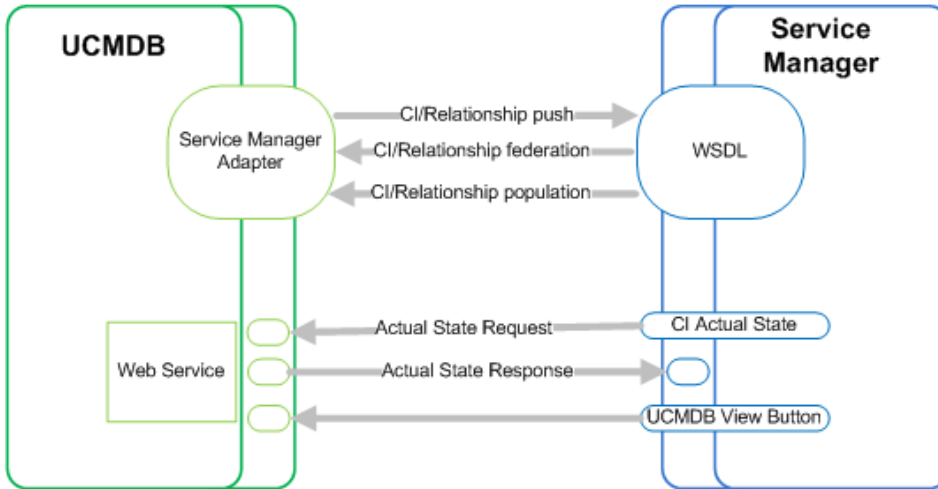 UCMDB
Service
Manager
Service Manager
Adapter
CI/Relationship push
CI/Relationship federation
CI/Relationship population
WSDL
Web Service
Actual State Request
CI Actual State
Actual State Response
UCMDB View Button